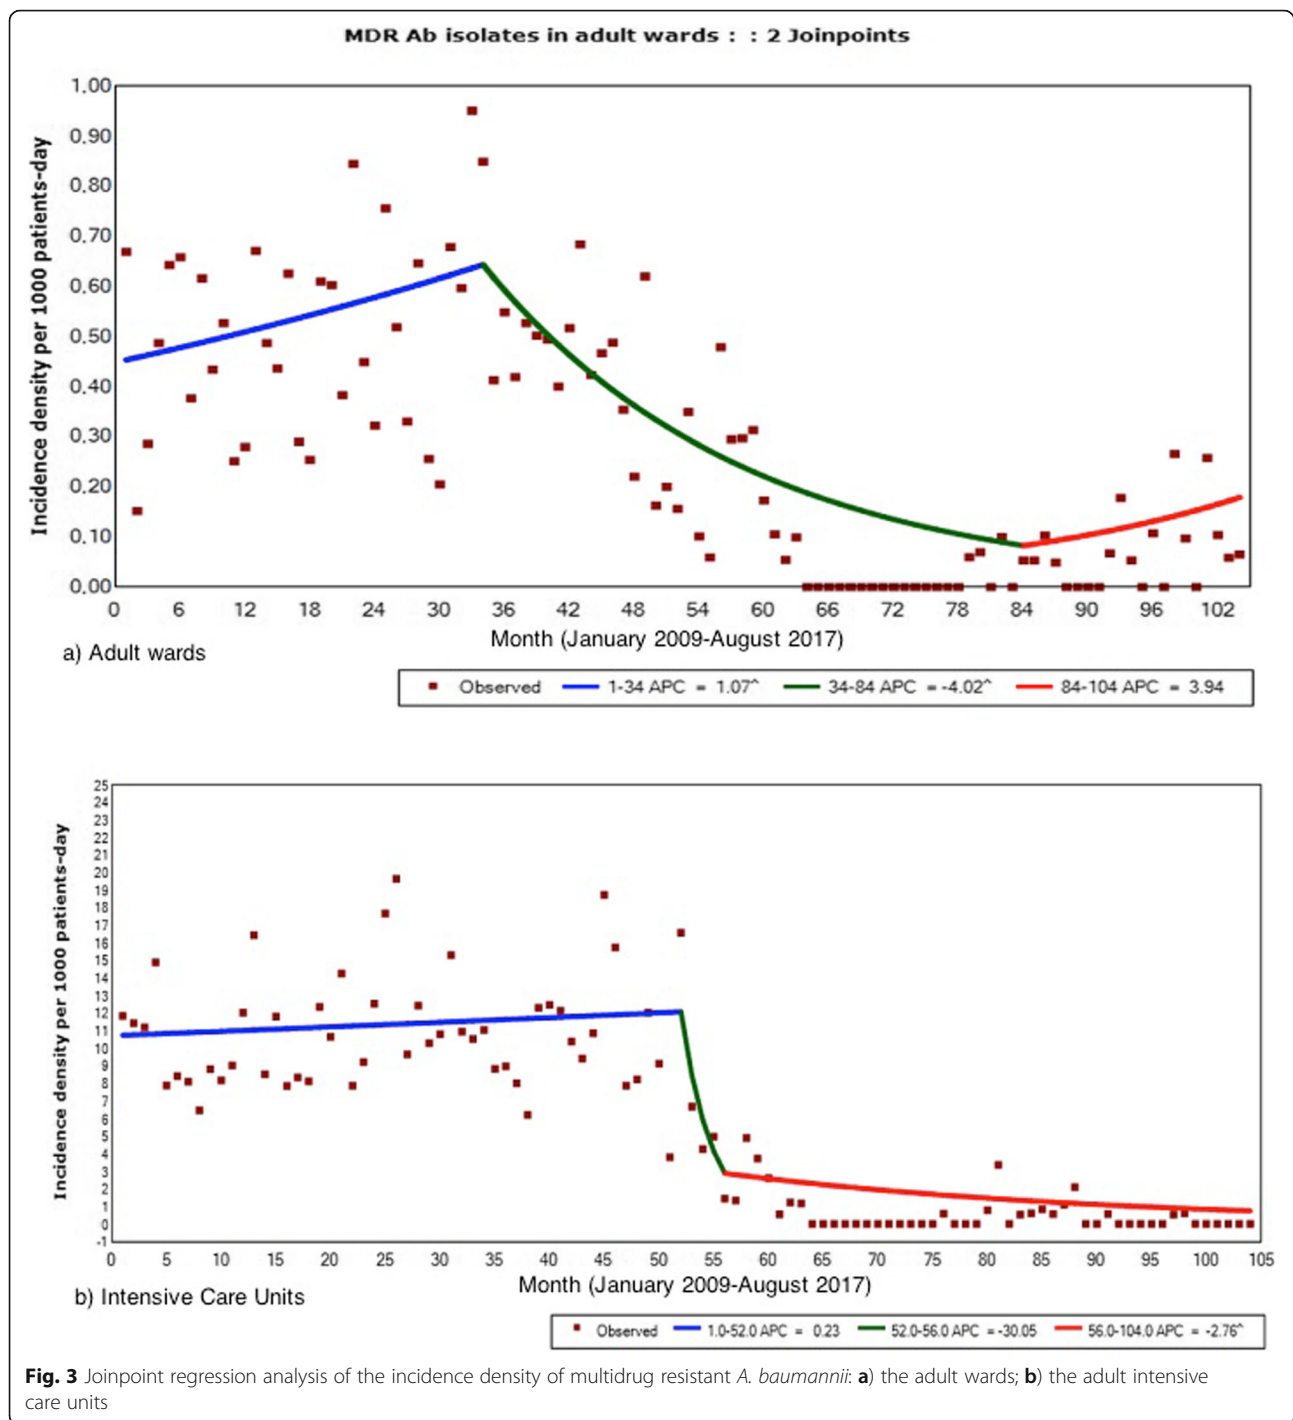 MDR Ab isolates in adult wards : : 2 Joinpoints
Incidence density per 1000 patients-day
1.00
0.90
0.80
0.70
0.60
0.50
0.40
0.30
0.20
0.10
0.00
0 6 12 18 24 30 36 42 48 54 60 66 72 78 84 90 96 102
Month (January 2009-August 2017)
a) Adult wards
Observed 1-34 APC = 1.07^ 34-84 APC = -4.02^ 84-104 APC = 3.94
Incidence density per 1000 patients-day
25
24
23
22
21
20
19
18
17
16
15
14
13
12
11
10
9
8
7
6
5
4
3
2
1
0
-1
0 5 10 15 20 25 30 35 40 45 50 55 60 65 70 75 80 85 90 95 100 105
Month (January 2009-August 2017)
b) Intensive Care Units
Observed 1.0-52.0 APC = 0.23 52.0-56.0 APC = -30.05 56.0-104.0 APC = -2.76^
Fig. 3 Joinpoint regression analysis of the incidence density of multidrug resistant A. baumannii: a) the adult wards; b) the adult intensive
care units